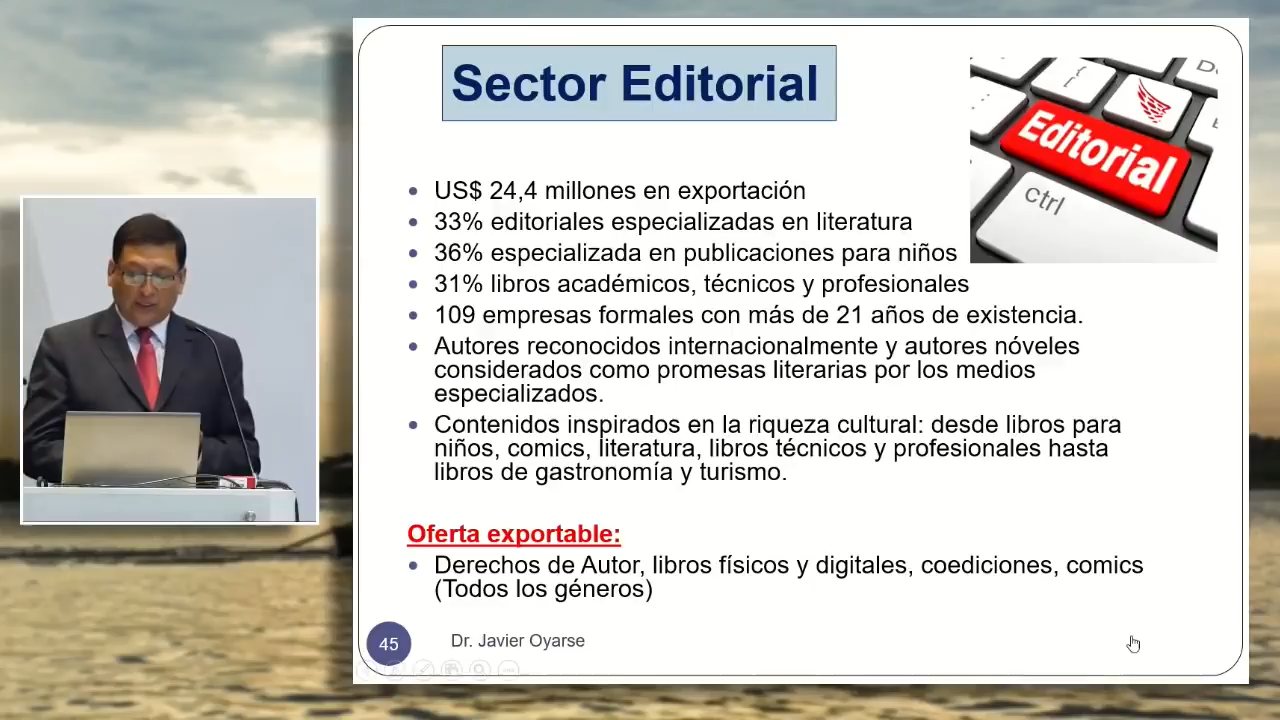 Sector Editorial
Editorial
ctrl
US$ 24,4 millones en exportación
33% editoriales especializadas en literatura
36% especializada en publicaciones para niños
31% libros académicos, técnicos y profesionales
109 empresas formales con más de 21 años de existencia.
Autores reconocidos internacionalmente y autores nóveles
considerados como promesas literarias por los medios
especializados.
Contenidos inspirados en la riqueza cultural: desde libros para
niños, comics, literatura, libros técnicos y profesionales hasta
libros de gastronomía y turismo.
Oferta exportable:
Derechos de Autor, libros físicos y digitales, coediciones, comics
(Todos los géneros)
45
Dr. Javier Oyarse